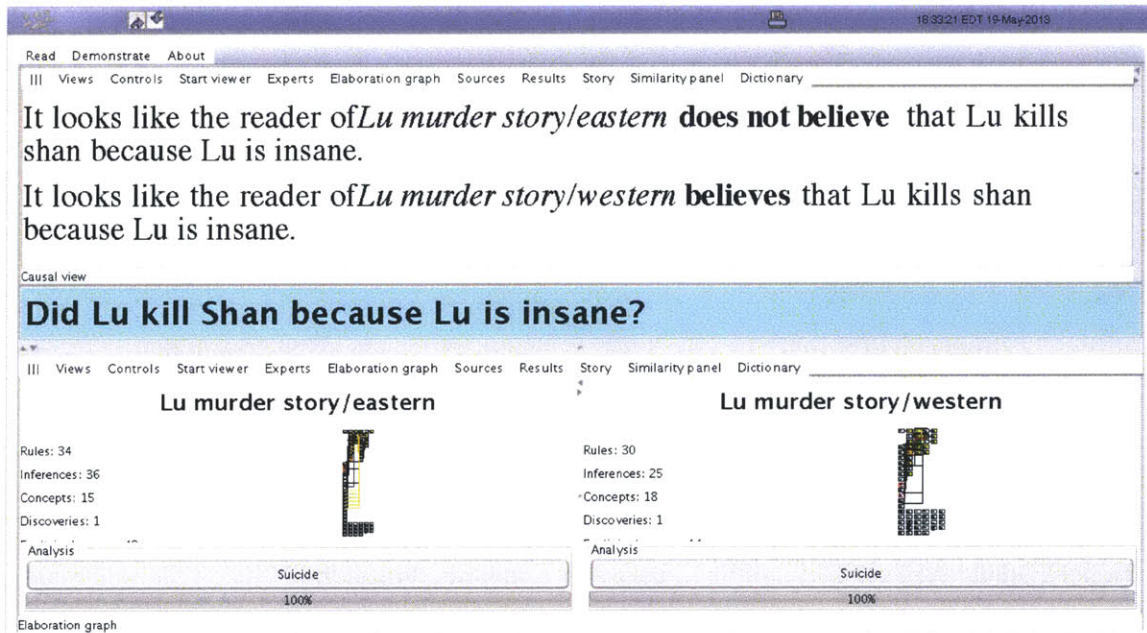 18:33:21 EDT 19-May-2013
Read Demonstrate About
||| Views Controls Start viewer Experts Elaboration graph Sources Results Story Similarity panel Dictionary
It looks like the reader ofLu murder story/eastern does not believe that Lu kills
shan because Lu is insane.
It looks like the reader ofLu murder story/western believes that Lu kills shan
because Lu is insane.
Causal view
Did Lu kill Shan because Lu is insane?
||| Views Controls Start viewer Experts Elaboration graph Sources Results Story Similarity panel Dictionary
Lu murder story/eastern
Rules: 34
Inferences: 36
Concepts: 15
Discoveries: 1
Analysis
Suicide
100%
Lu murder story/western
Rules: 30
Inferences: 25
Concepts: 18
Discoveries: 1
Analysis
Suicide
100%
Elaboration graph